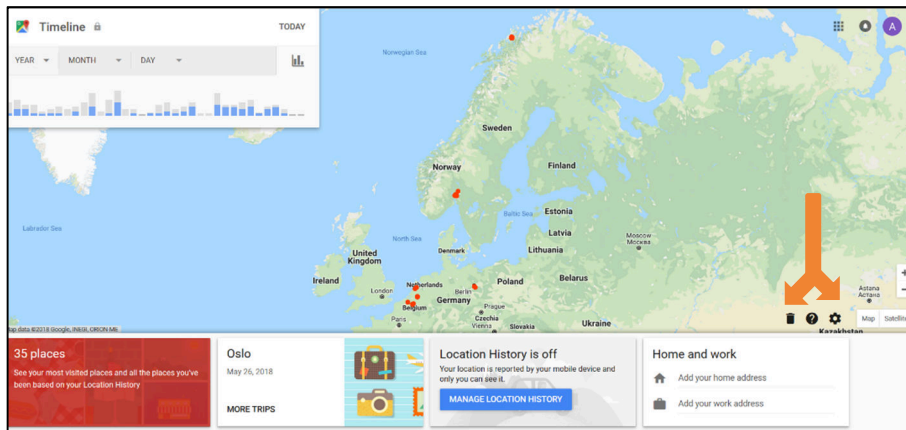 Timeline
TODAY
YEAR
MONTH
DAY
A
Norwegian Sea
Sweden
Finland
Norway
Labrador Sea
North Sea
Baltic Sea
Estonia
Latvia
Lithuania
Moscow
Москва
Denmark
United
Kingdom
Ireland
London
Netherlands
Berlin
Poland
Belarus
Belgium
Germany
Prague
Paris
Czechia
Vienna
Slovakia
Ukraine
Astana
Астана
Kazakhstan
Map
Satellite
Map data ©2018 Google, INEGI, ORION-ME
35 places
See your most visited places and all the places you've
been based on your Location History
Oslo
May 26, 2018
MORE TRIPS
Location History is off
Your location is reported by your mobile device and
only you can see it.
MANAGE LOCATION HISTORY
Home and work
Add your home address
Add your work address